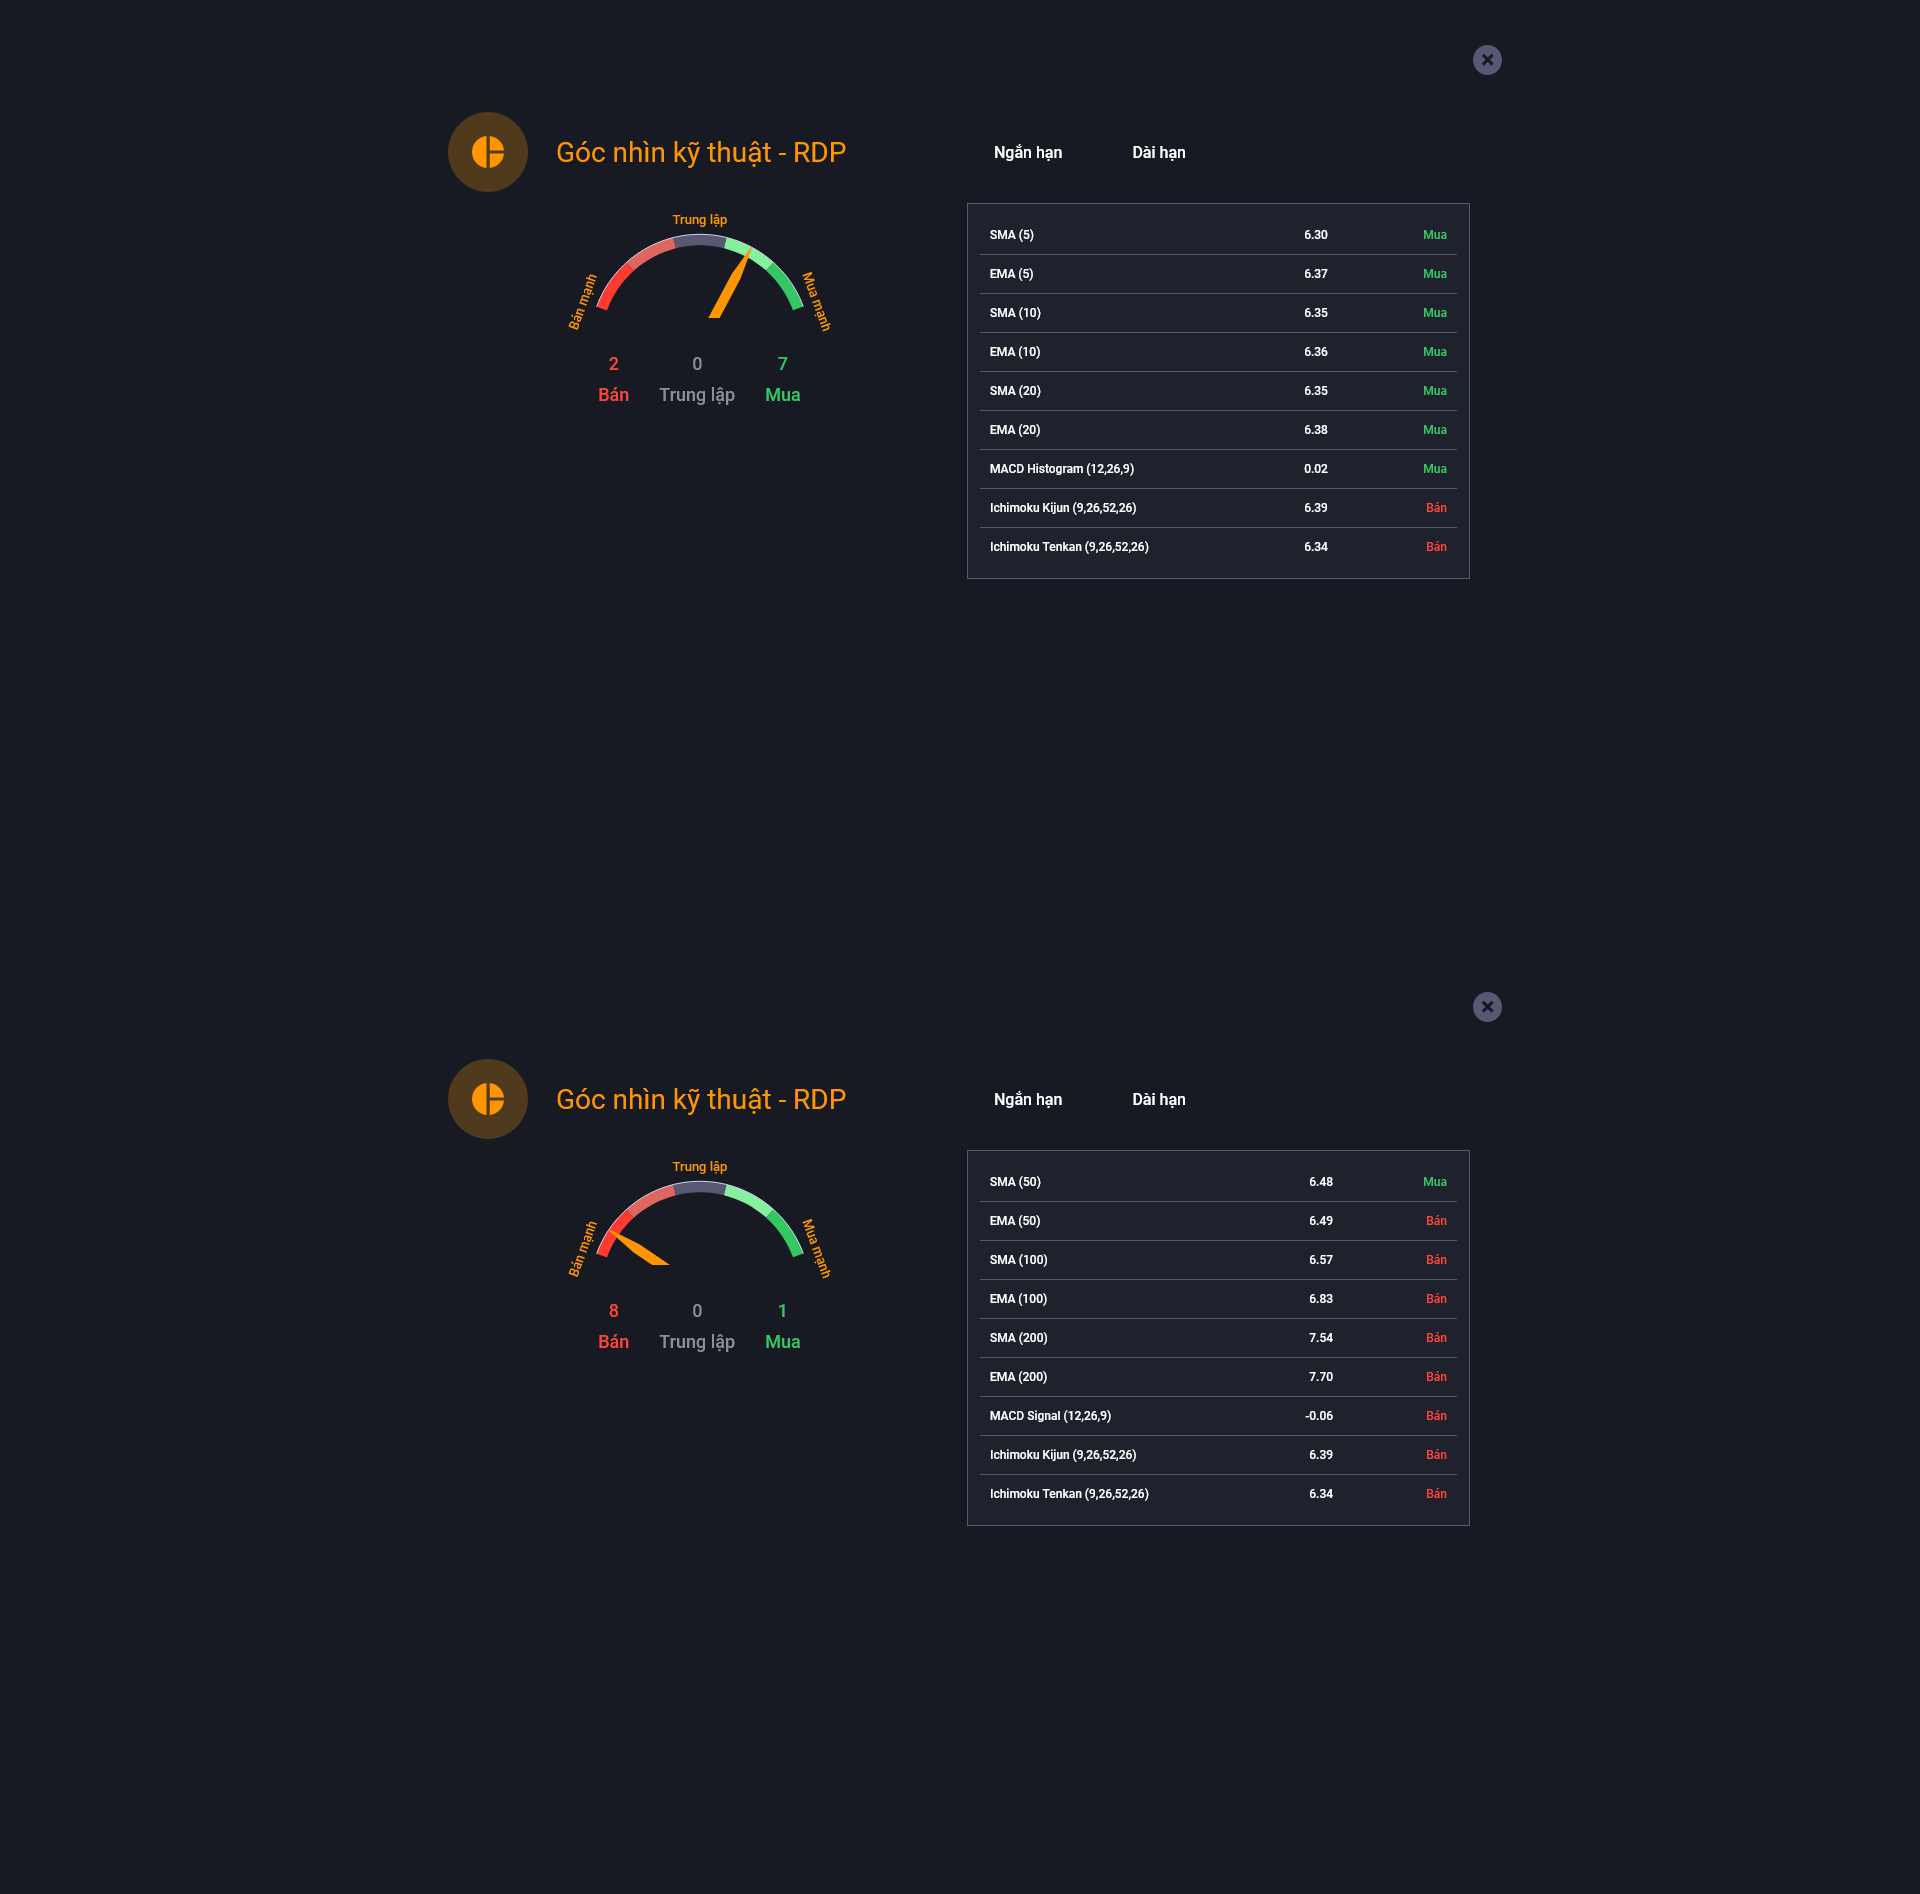 Góc nhìn kỹ thuật - RDP
Ngắn hạn Dài hạn
Trung lập
Bán mạnh
Mua mạnh
2 0 7
Bán Trung lập Mua
SMA (5) 6.30 Mua
EMA (5) 6.37 Mua
SMA (10) 6.35 Mua
EMA (10) 6.36 Mua
SMA (20) 6.35 Mua
EMA (20) 6.38 Mua
MACD Histogram (12,26,9) 0.02 Mua
Ichimoku Kijun (9,26,52,26) 6.39 Bán
Ichimoku Tenkan (9,26,52,26) 6.34 Bán
Góc nhìn kỹ thuật - RDP
Ngắn hạn Dài hạn
Trung lập
Bán mạnh
Mua mạnh
8 0 1
Bán Trung lập Mua
SMA (50) 6.48 Mua
EMA (50) 6.49 Bán
SMA (100) 6.57 Bán
EMA (100) 6.83 Bán
SMA (200) 7.54 Bán
EMA (200) 7.70 Bán
MACD Signal (12,26,9) -0.06 Bán
Ichimoku Kijun (9,26,52,26) 6.39 Bán
Ichimoku Tenkan (9,26,52,26) 6.34 Bán